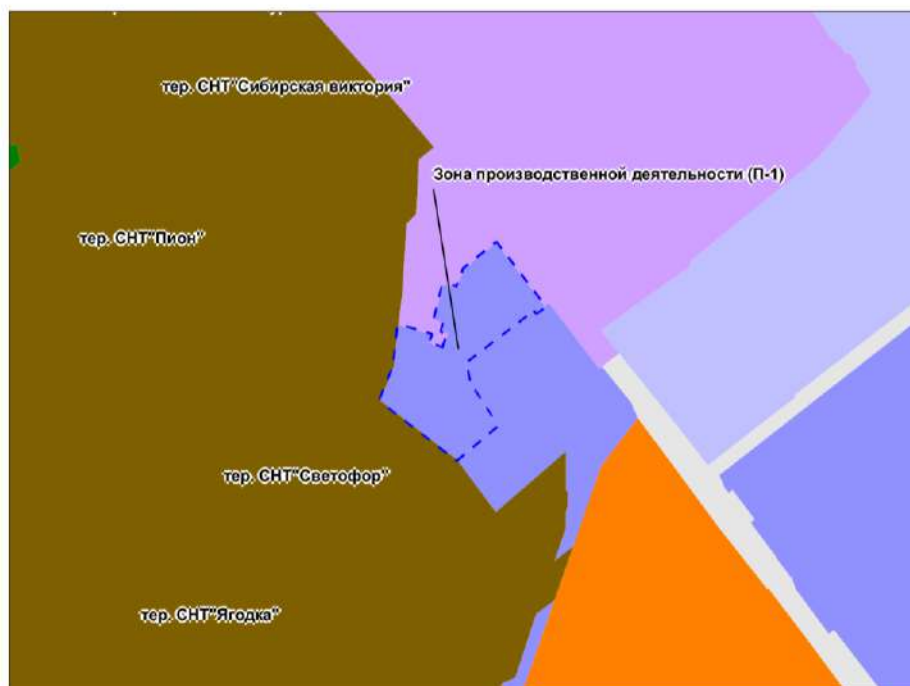 тер. СНТ"Сибирская виктория"
Зона производственной деятельности (П-1)
тер. СНТ"Пион"
тер. СНТ"Светофор"
тер. СНТ"Ягодка"